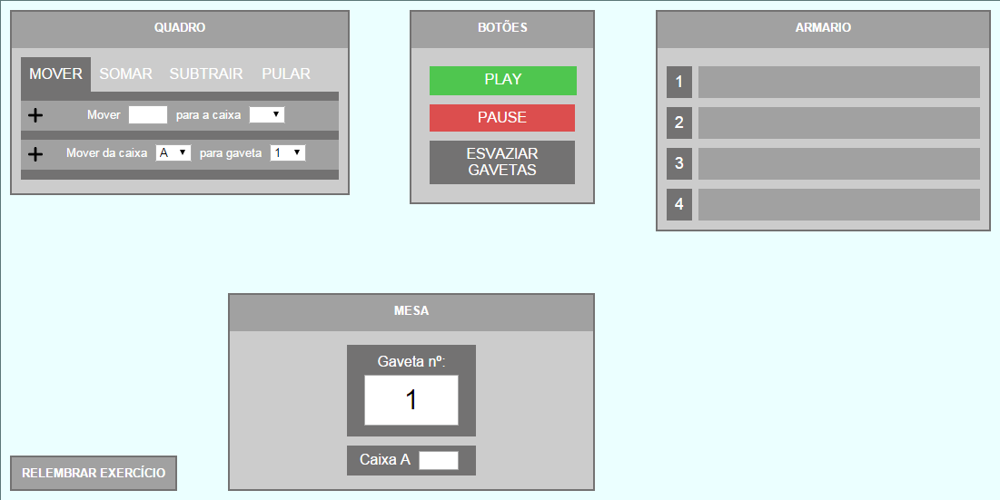 QUADRO
MOVER SOMAR SUBTRAIR PULAR
+ Mover para a caixa
+ Mover da caixa A para gaveta 1
BOTÕES
PLAY
PAUSE
ESVAZIAR
GAVETAS
ARMARIO
1
2
3
4
MESA
Gaveta nº:
1
Caixa A
RELEMBRAR EXERCÍCIO